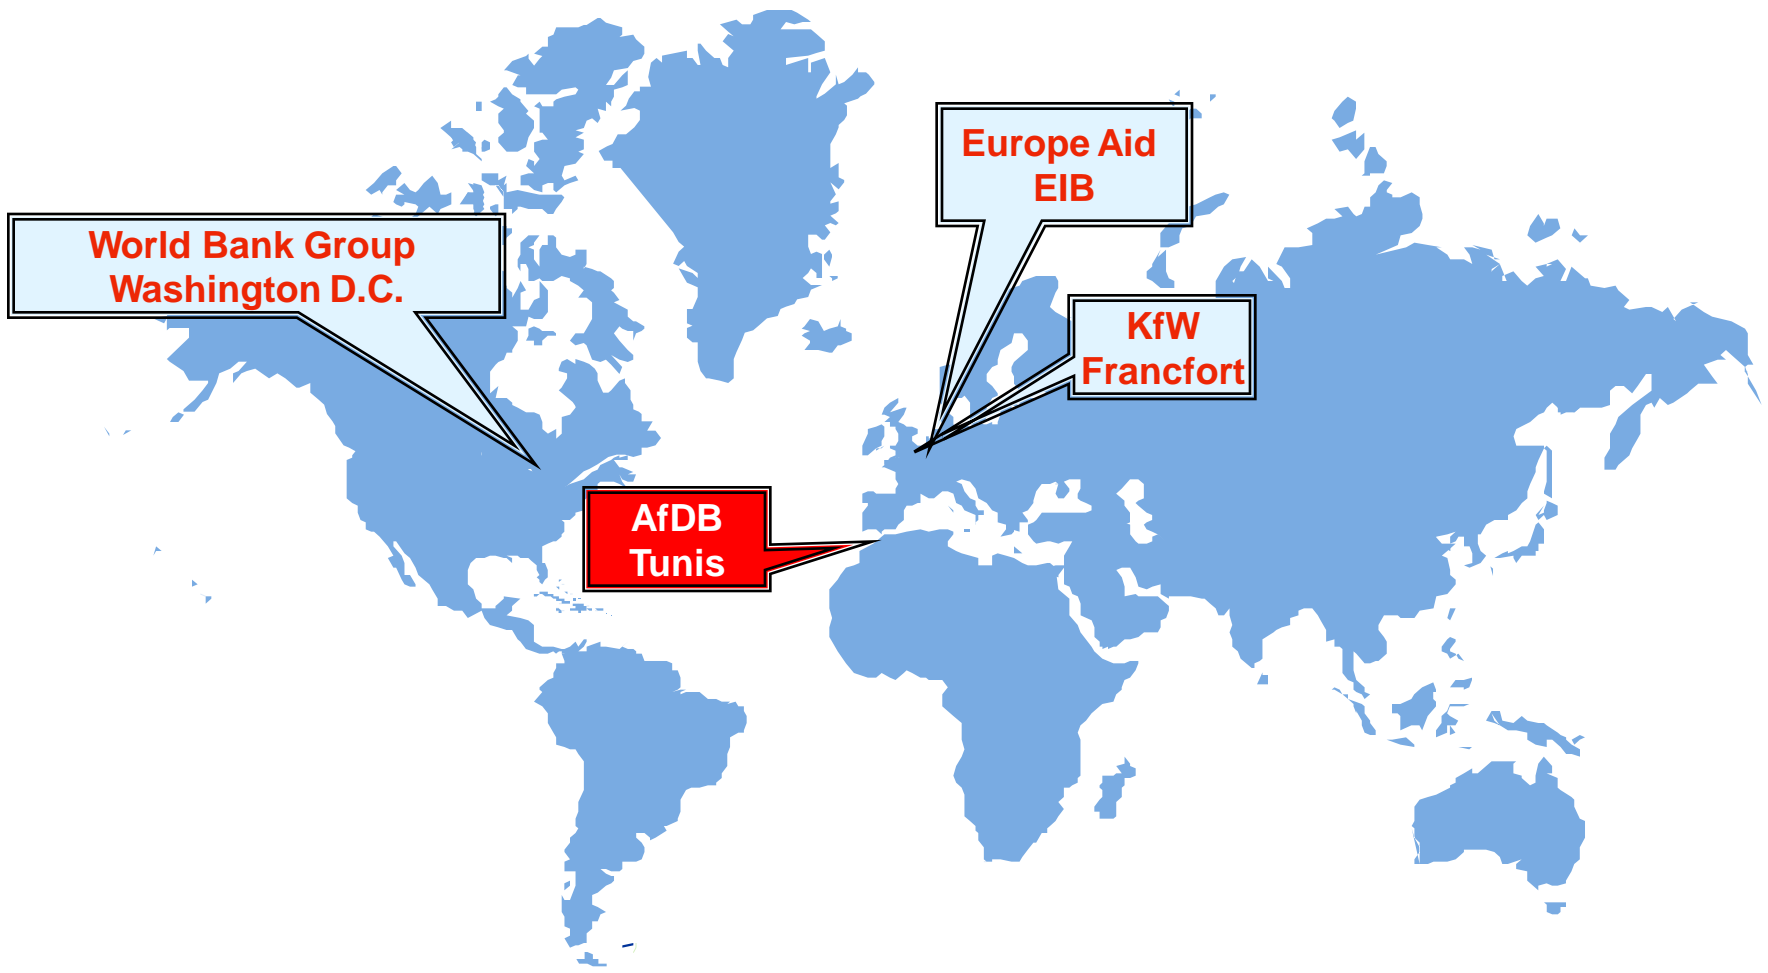 Europe Aid
EIB
World Bank Group
Washington D.C.
KfW
Francfort
AfDB
Tunis